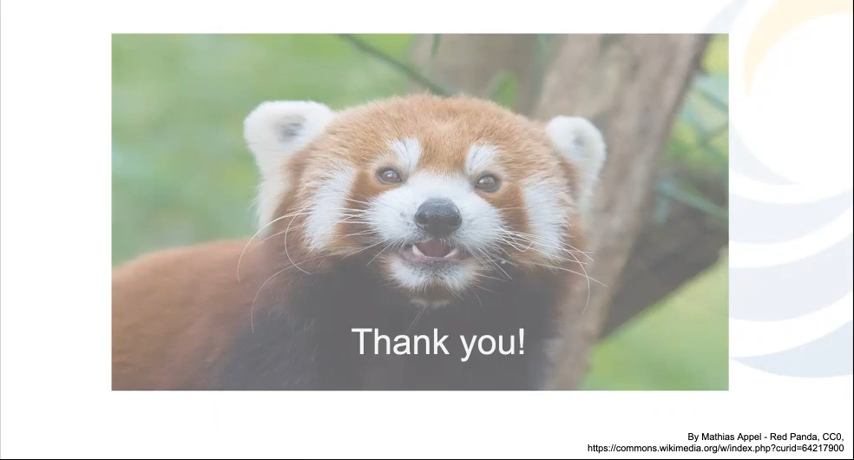 Thank you!
By Mathias Appel - Red Panda, CC0,
https://commons.wikimedia.org/w/index.php?curid=64217900